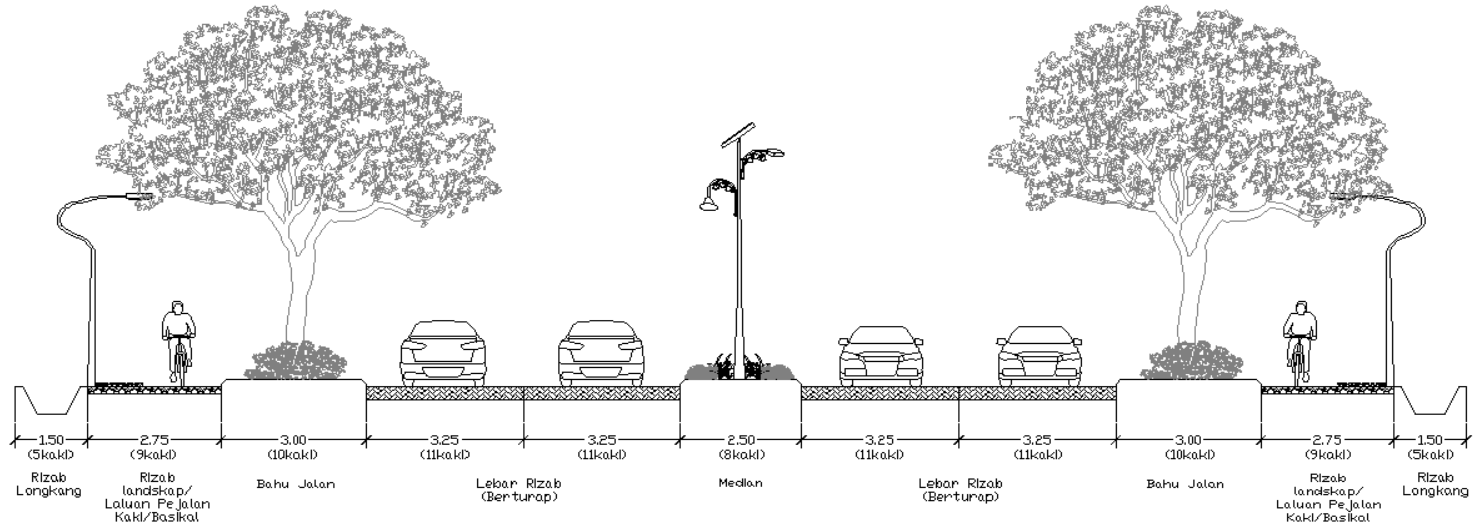 1.50 2.75 3.00 3.25 3.25 2.50 3.25 3.25 3.00 2.75 1.50
(5kaki) (9kaki) (10kaki) (11kaki) (11kaki) (8kaki) (11kaki) (11kaki) (10kaki) (9kaki) (5kaki)
Rizab
Longkang
Rizab
landskap/
Laluan Pejalan
Kaki/Basikal
Bahu Jalan
Lebar Rizab
(Berturap)
Median
Lebar Rizab
(Berturap)
Bahu Jalan
Rizab
landskap/
Laluan Pejalan
Kaki/Basikal
Rizab
Longkang